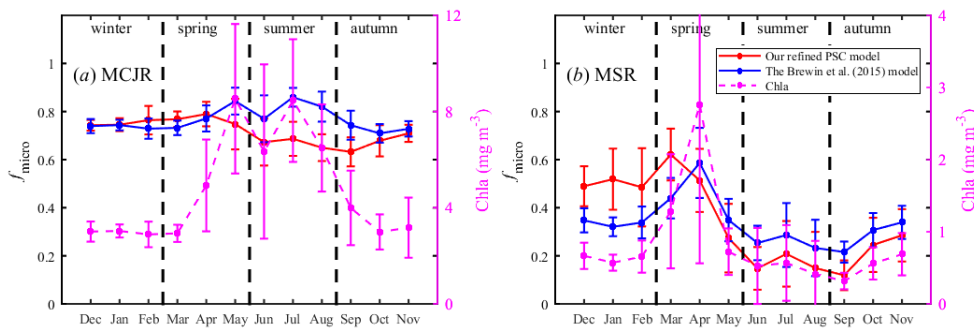 winter spring summer autumn
(a) MCJR
f micro
1
0.8
0.6
0.4
0.2
0
Dec Jan Feb Mar Apr May Jun Jul Aug Sep Oct Nov
12
8
4
0
Chla (mg m⁻³)
winter spring summer autumn
(b) MSR
Our refined PSC model
The Brewin et al. (2015) model
Chla
f micro
1
0.8
0.6
0.4
0.2
0
Dec Jan Feb Mar Apr May Jun Jul Aug Sep Oct Nov
4
3
2
1
0
Chla (mg m⁻³)